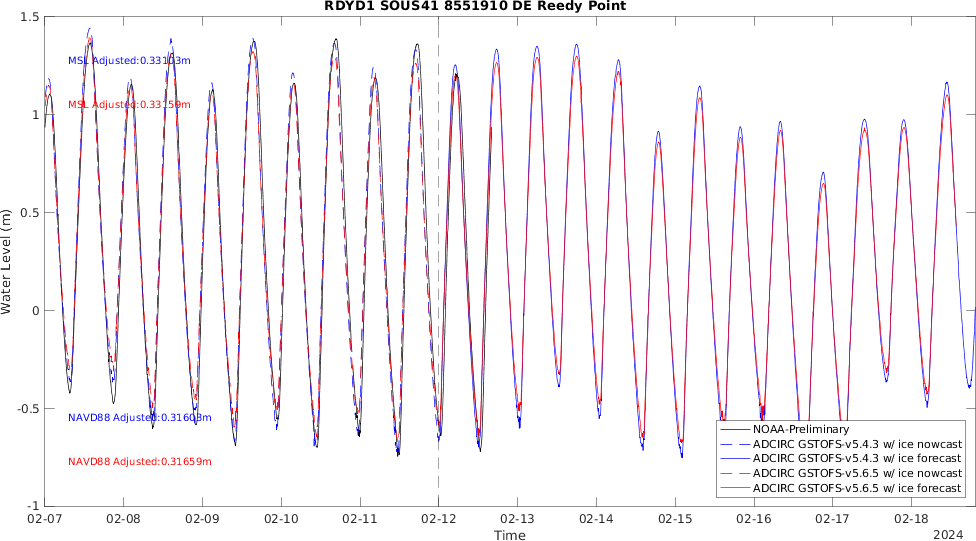 RDYD1 SOUS41 8551910 DE Reedy Point
1.5
1
0.5
0
-0.5
-1
Water Level (m)
MSL Adjusted:0.33103m
MSL Adjusted:0.33159m
NAVD88 Adjusted:0.31603m
NAVD88 Adjusted:0.31659m
NOAA-Preliminary
ADCIRC GSTOFS-v5.4.3 w/ ice nowcast
ADCIRC GSTOFS-v5.4.3 w/ ice forecast
ADCIRC GSTOFS-v5.6.5 w/ ice nowcast
ADCIRC GSTOFS-v5.6.5 w/ ice forecast
02-07 02-08 02-09 02-10 02-11 02-12 02-13 02-14 02-15 02-16 02-17 02-18
Time
2024